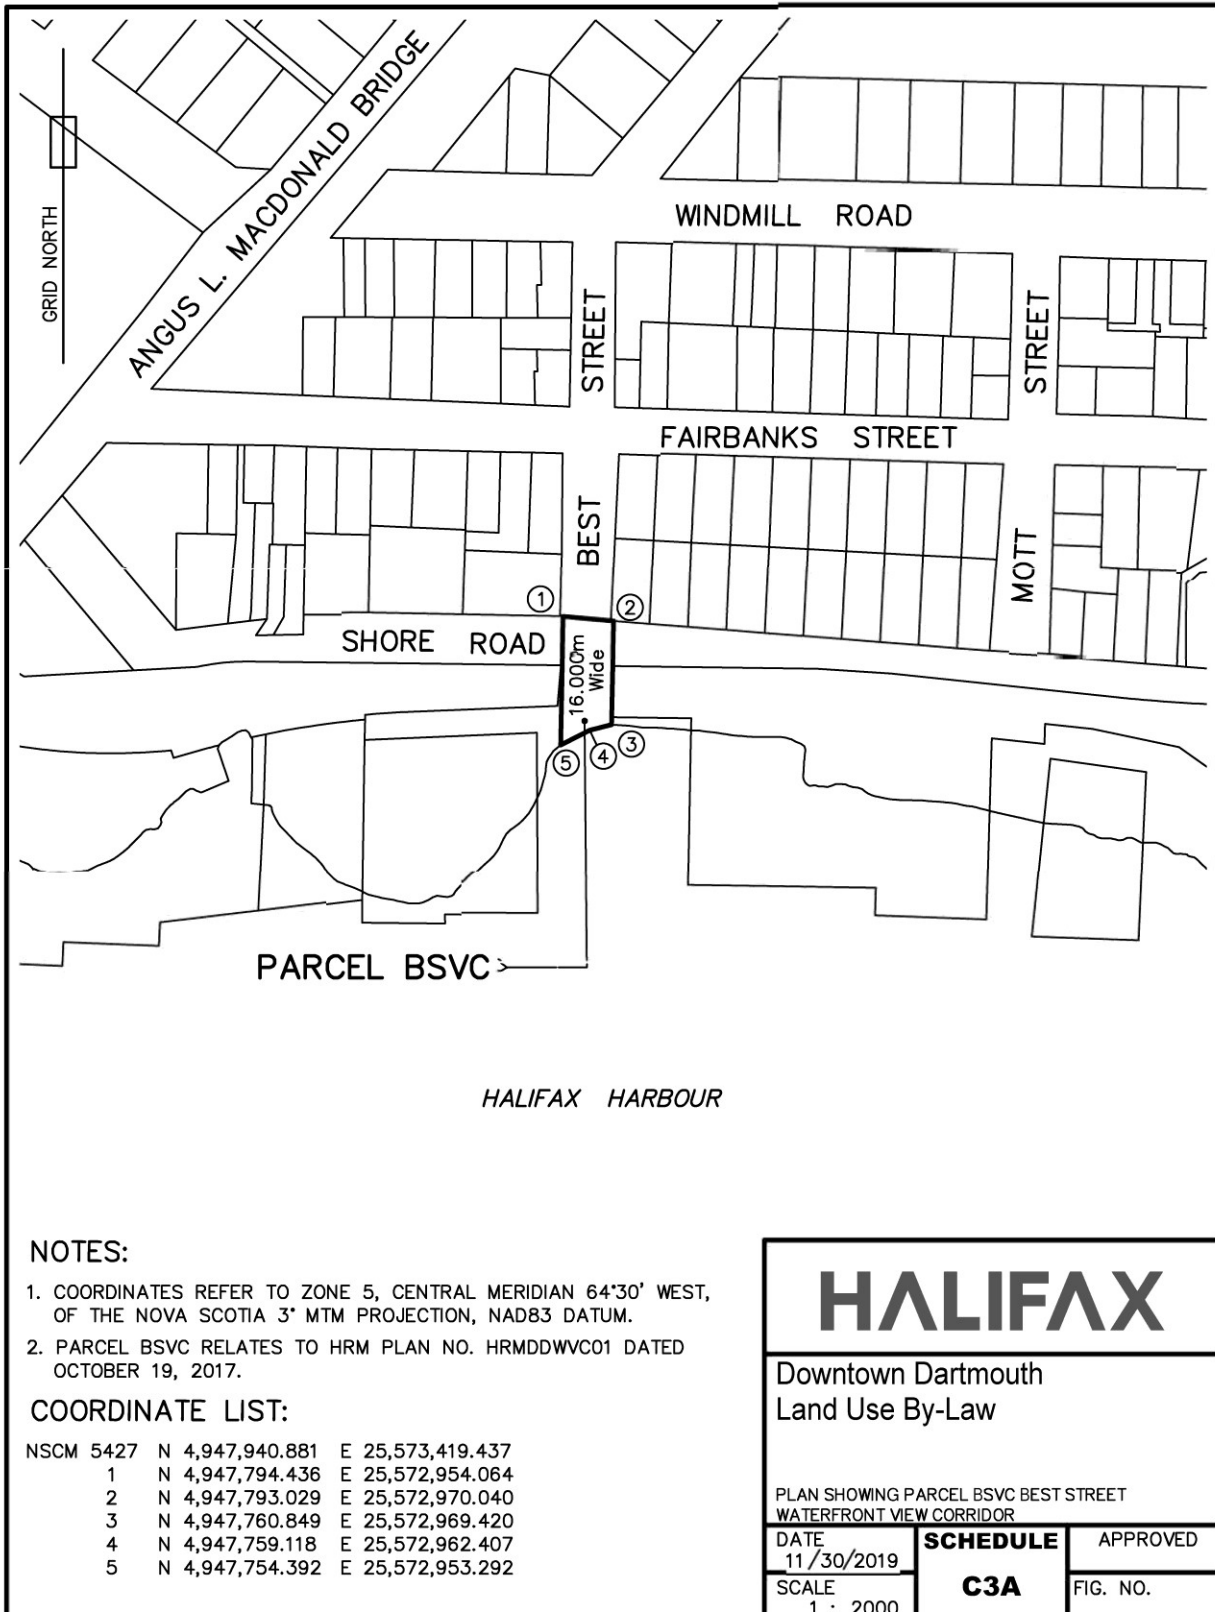 ANGUS L. MACDONALD BRIDGE
GRID NORTH
WINDMILL ROAD
STREET
STREET
FAIRBANKS STREET
BEST
MOTT
1
2
SHORE ROAD
16.000m
Wide
3
4
5
PARCEL BSVC
HALIFAX HARBOUR
NOTES:
1. COORDINATES REFER TO ZONE 5, CENTRAL MERIDIAN 64°30' WEST,
OF THE NOVA SCOTIA 3° MTM PROJECTION, NAD83 DATUM.
2. PARCEL BSVC RELATES TO HRM PLAN NO. HRMDDWVC01 DATED
OCTOBER 19, 2017.
COORDINATE LIST:
NSCM 5427 N 4,947,940.881 E 25,573,419.437
1 N 4,947,794.436 E 25,572,954.064
2 N 4,947,793.029 E 25,572,970.040
3 N 4,947,760.849 E 25,572,969.420
4 N 4,947,759.118 E 25,572,962.407
5 N 4,947,754.392 E 25,572,953.292
HALIFAX
Downtown Dartmouth
Land Use By-Law
PLAN SHOWING PARCEL BSVC BEST STREET
WATERFRONT VIEW CORRIDOR
DATE
11/30/2019
SCHEDULE
C3A
APPROVED
SCALE
1 : 2000
FIG. NO.